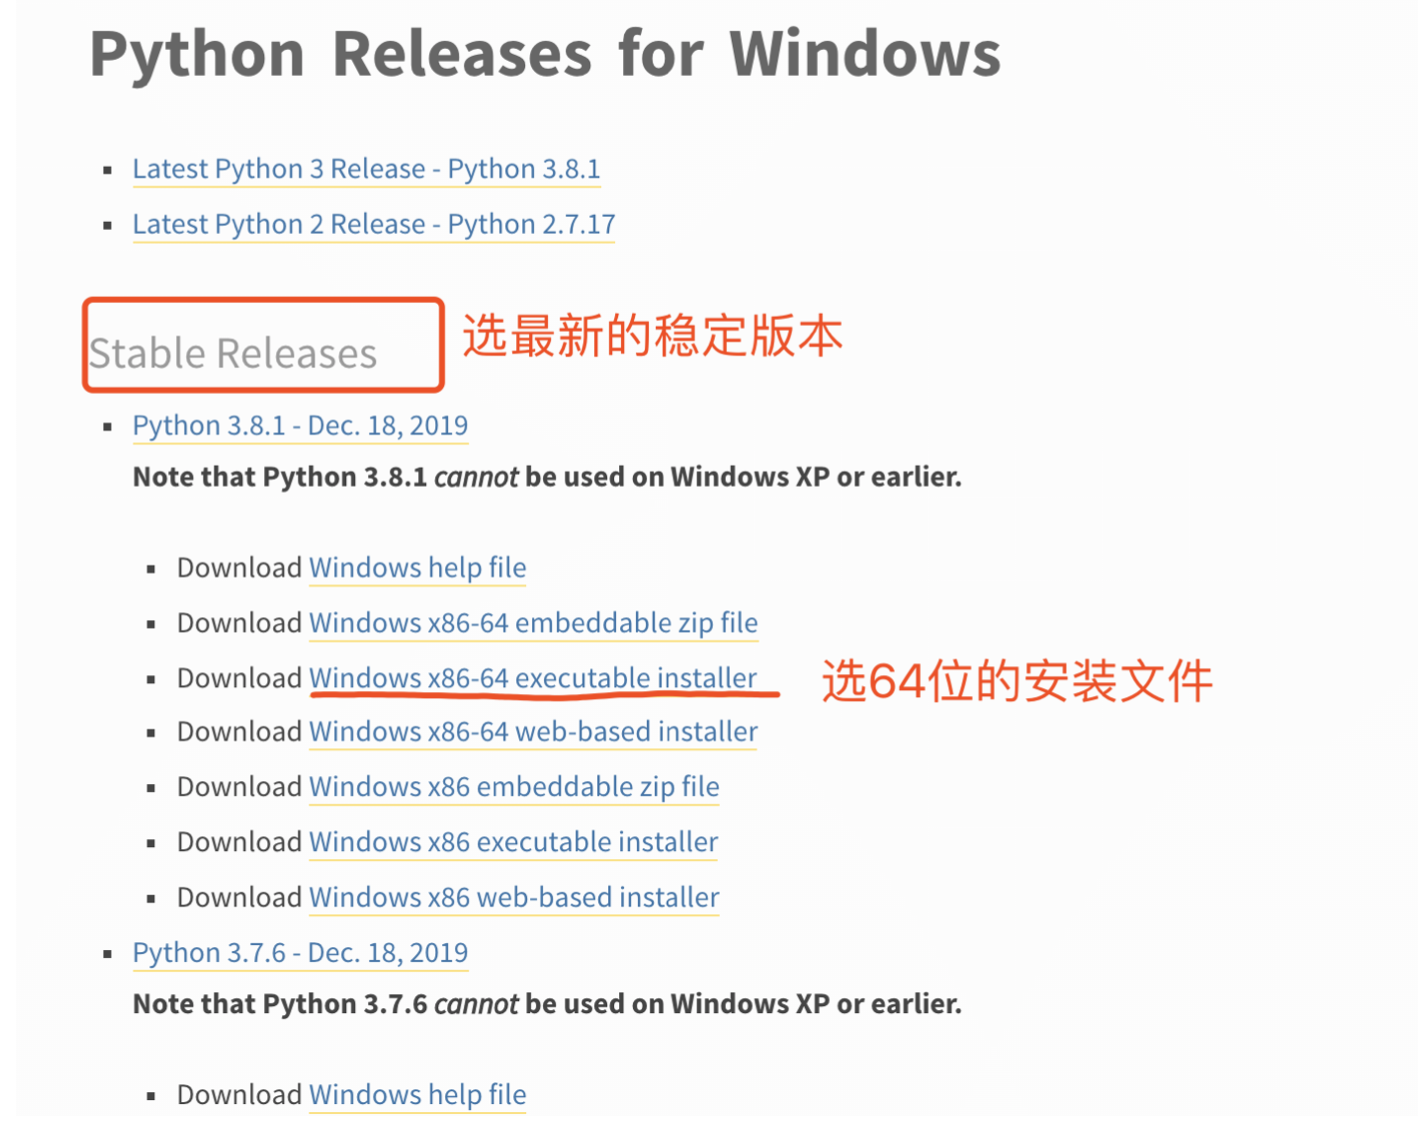 Python Releases for Windows
Latest Python 3 Release - Python 3.8.1
Latest Python 2 Release - Python 2.7.17
Stable Releases
选最新的稳定版本
Python 3.8.1 - Dec. 18, 2019
Note that Python 3.8.1 cannot be used on Windows XP or earlier.
Download Windows help file
Download Windows x86-64 embeddable zip file
Download Windows x86-64 executable installer
选64位的安装文件
Download Windows x86-64 web-based installer
Download Windows x86 embeddable zip file
Download Windows x86 executable installer
Download Windows x86 web-based installer
Python 3.7.6 - Dec. 18, 2019
Note that Python 3.7.6 cannot be used on Windows XP or earlier.
Download Windows help file